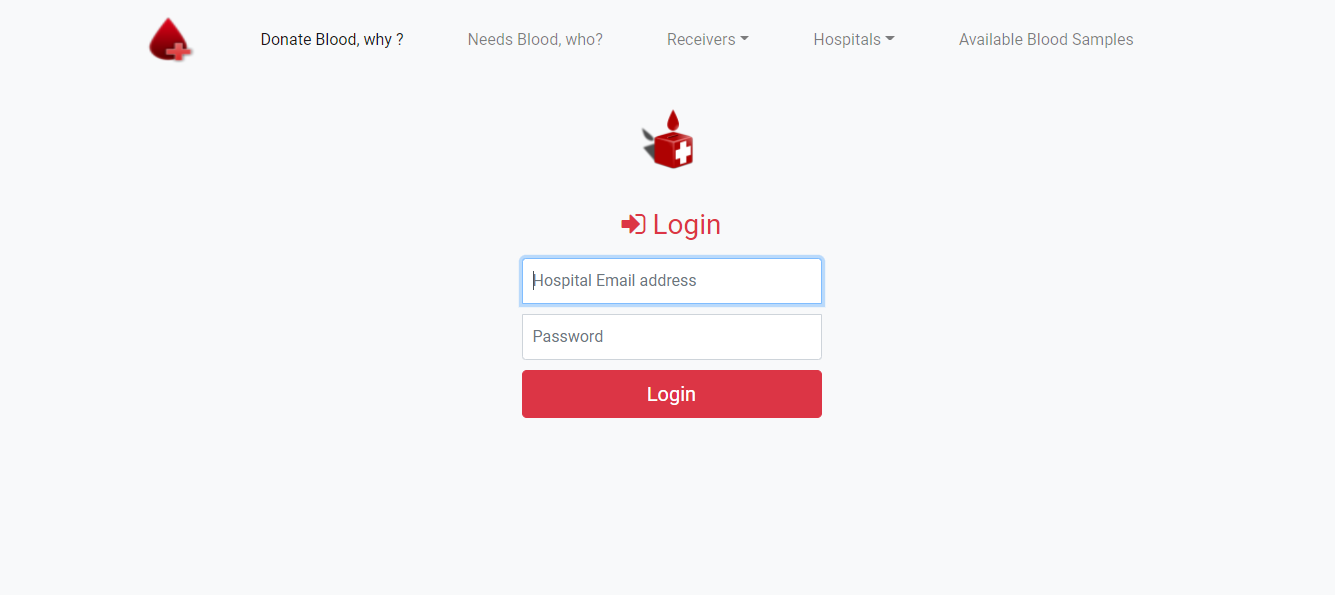 Donate Blood, why ? Needs Blood, who? Receivers Hospitals Available Blood Samples
Login
Hospital Email address
Password
Login